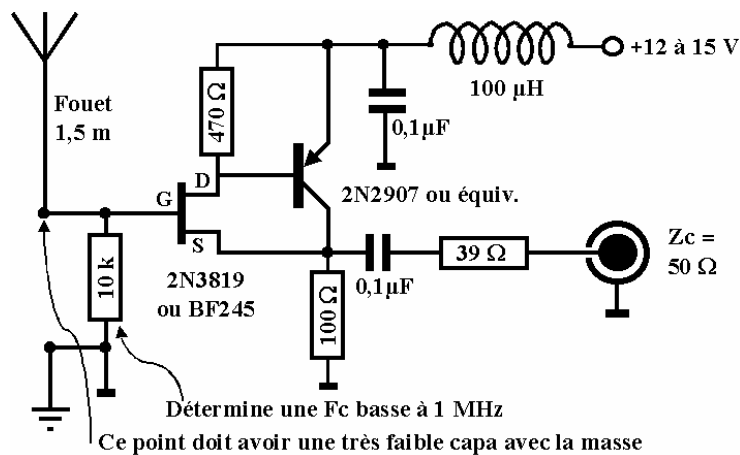 +12 à 15 V
Fouet
1,5 m
470 Ω
100 µH
0,1µF
D
G
S
2N2907 ou équiv.
10 k
2N3819
ou BF245
0,1µF
39 Ω
Zc =
50 Ω
100 Ω
Détermine une Fc basse à 1 MHz
Ce point doit avoir une très faible capa avec la masse